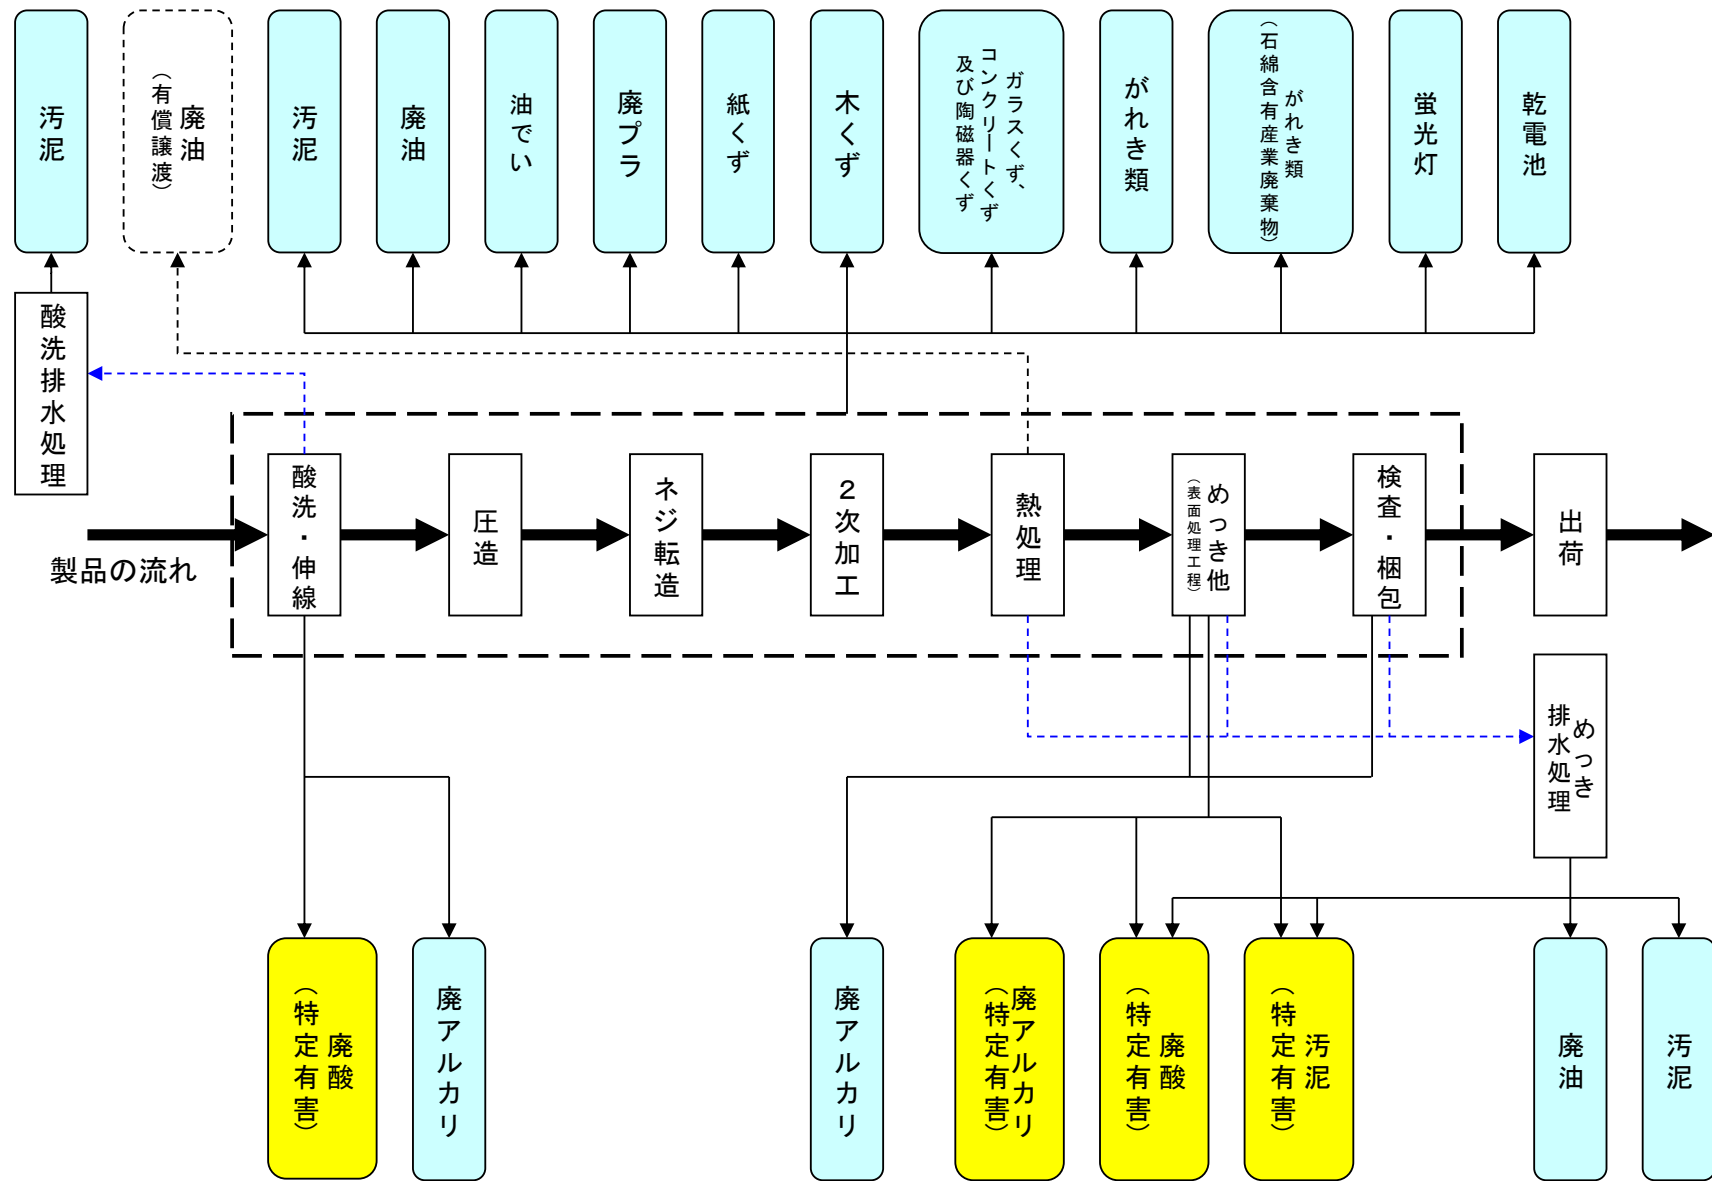 汚泥
廃油
（有償譲渡）
汚泥
廃油
油でい
廃プラ
紙くず
木くず
ガラスくず、
コンクリートくず
及び陶磁器くず
がれき類
がれき類
（石綿含有産業廃棄物）
蛍光灯
乾電池
酸洗排水処理
製品の流れ
酸洗・伸線
圧造
ネジ転造
２次加工
熱処理
めっき他
（表面処理工程）
検査・梱包
出荷
めっき
排水処理
廃酸
（特定有害）
廃アルカリ
廃アルカリ
廃アルカリ
（特定有害）
廃酸
（特定有害）
汚泥
（特定有害）
廃油
汚泥